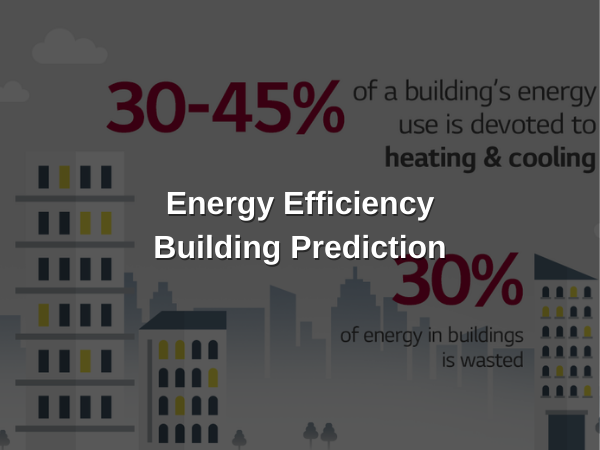 30-45% of a building's energy
use is devoted to
heating & cooling
Energy Efficiency
Building Prediction
30%
of energy in buildings
is wasted